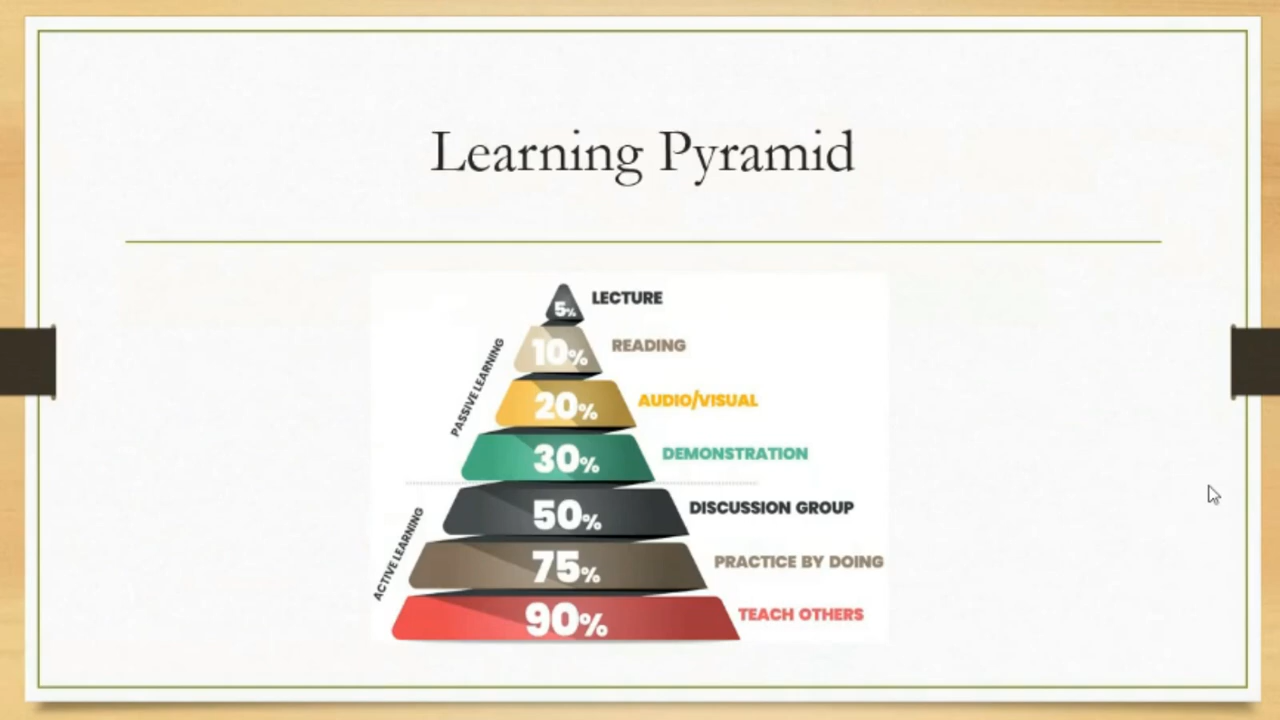 Learning Pyramid
5% LECTURE
10% READING
20% AUDIO/VISUAL
30% DEMONSTRATION
PASSIVE LEARNING
50% DISCUSSION GROUP
75% PRACTICE BY DOING
90% TEACH OTHERS
ACTIVE LEARNING